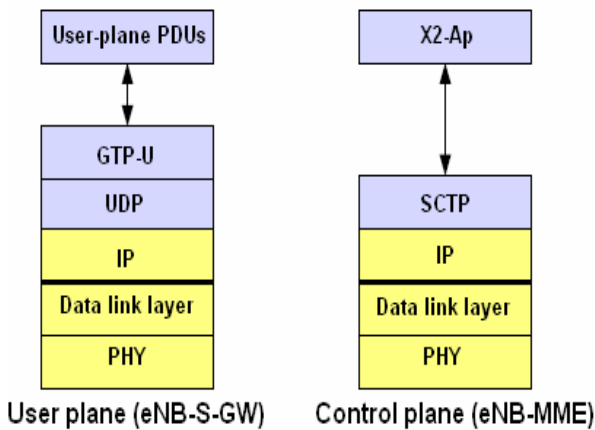 User-plane PDUs
GTP-U
UDP
IP
Data link layer
PHY
User plane (eNB-S-GW)
X2-Ap
SCTP
IP
Data link layer
PHY
Control plane (eNB-MME)